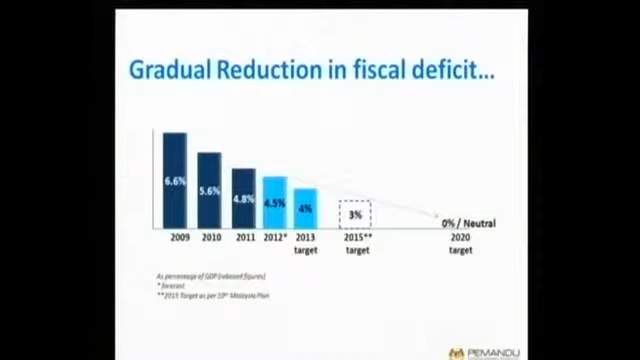 Gradual Reduction in fiscal deficit...
6.6%
5.6%
4.8%
4.5%
4%
3%
0% / Neutral
2009 2010 2011 2012* 2013 2015** 2020
target target target
As percentage of GDP (rebased figures)
* forecast
**2015 Target as per 10th Malaysia Plan
PEMANDU